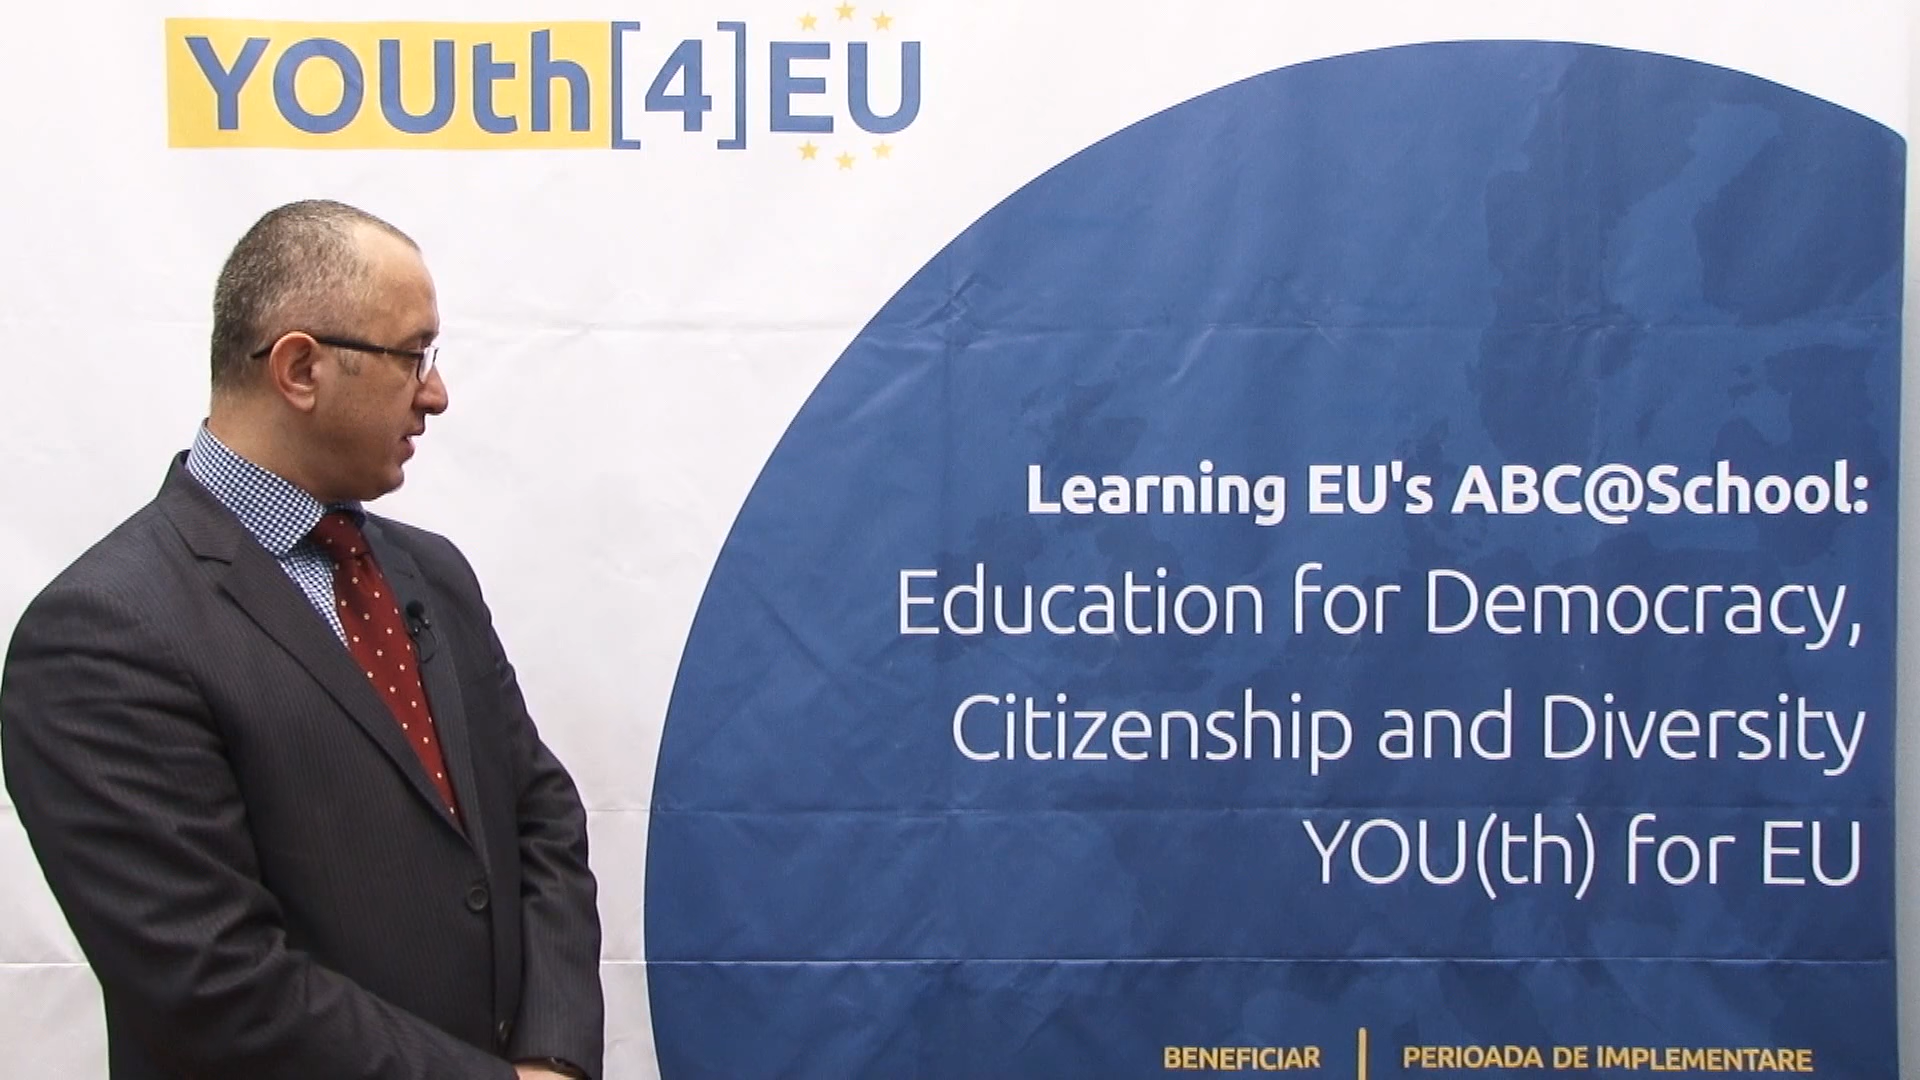 YOUth[4]EU
Learning EU's ABC@School:
Education for Democracy,
Citizenship and Diversity
YOU(th) for EU
BENEFICIAR | PERIOADA DE IMPLEMENTARE